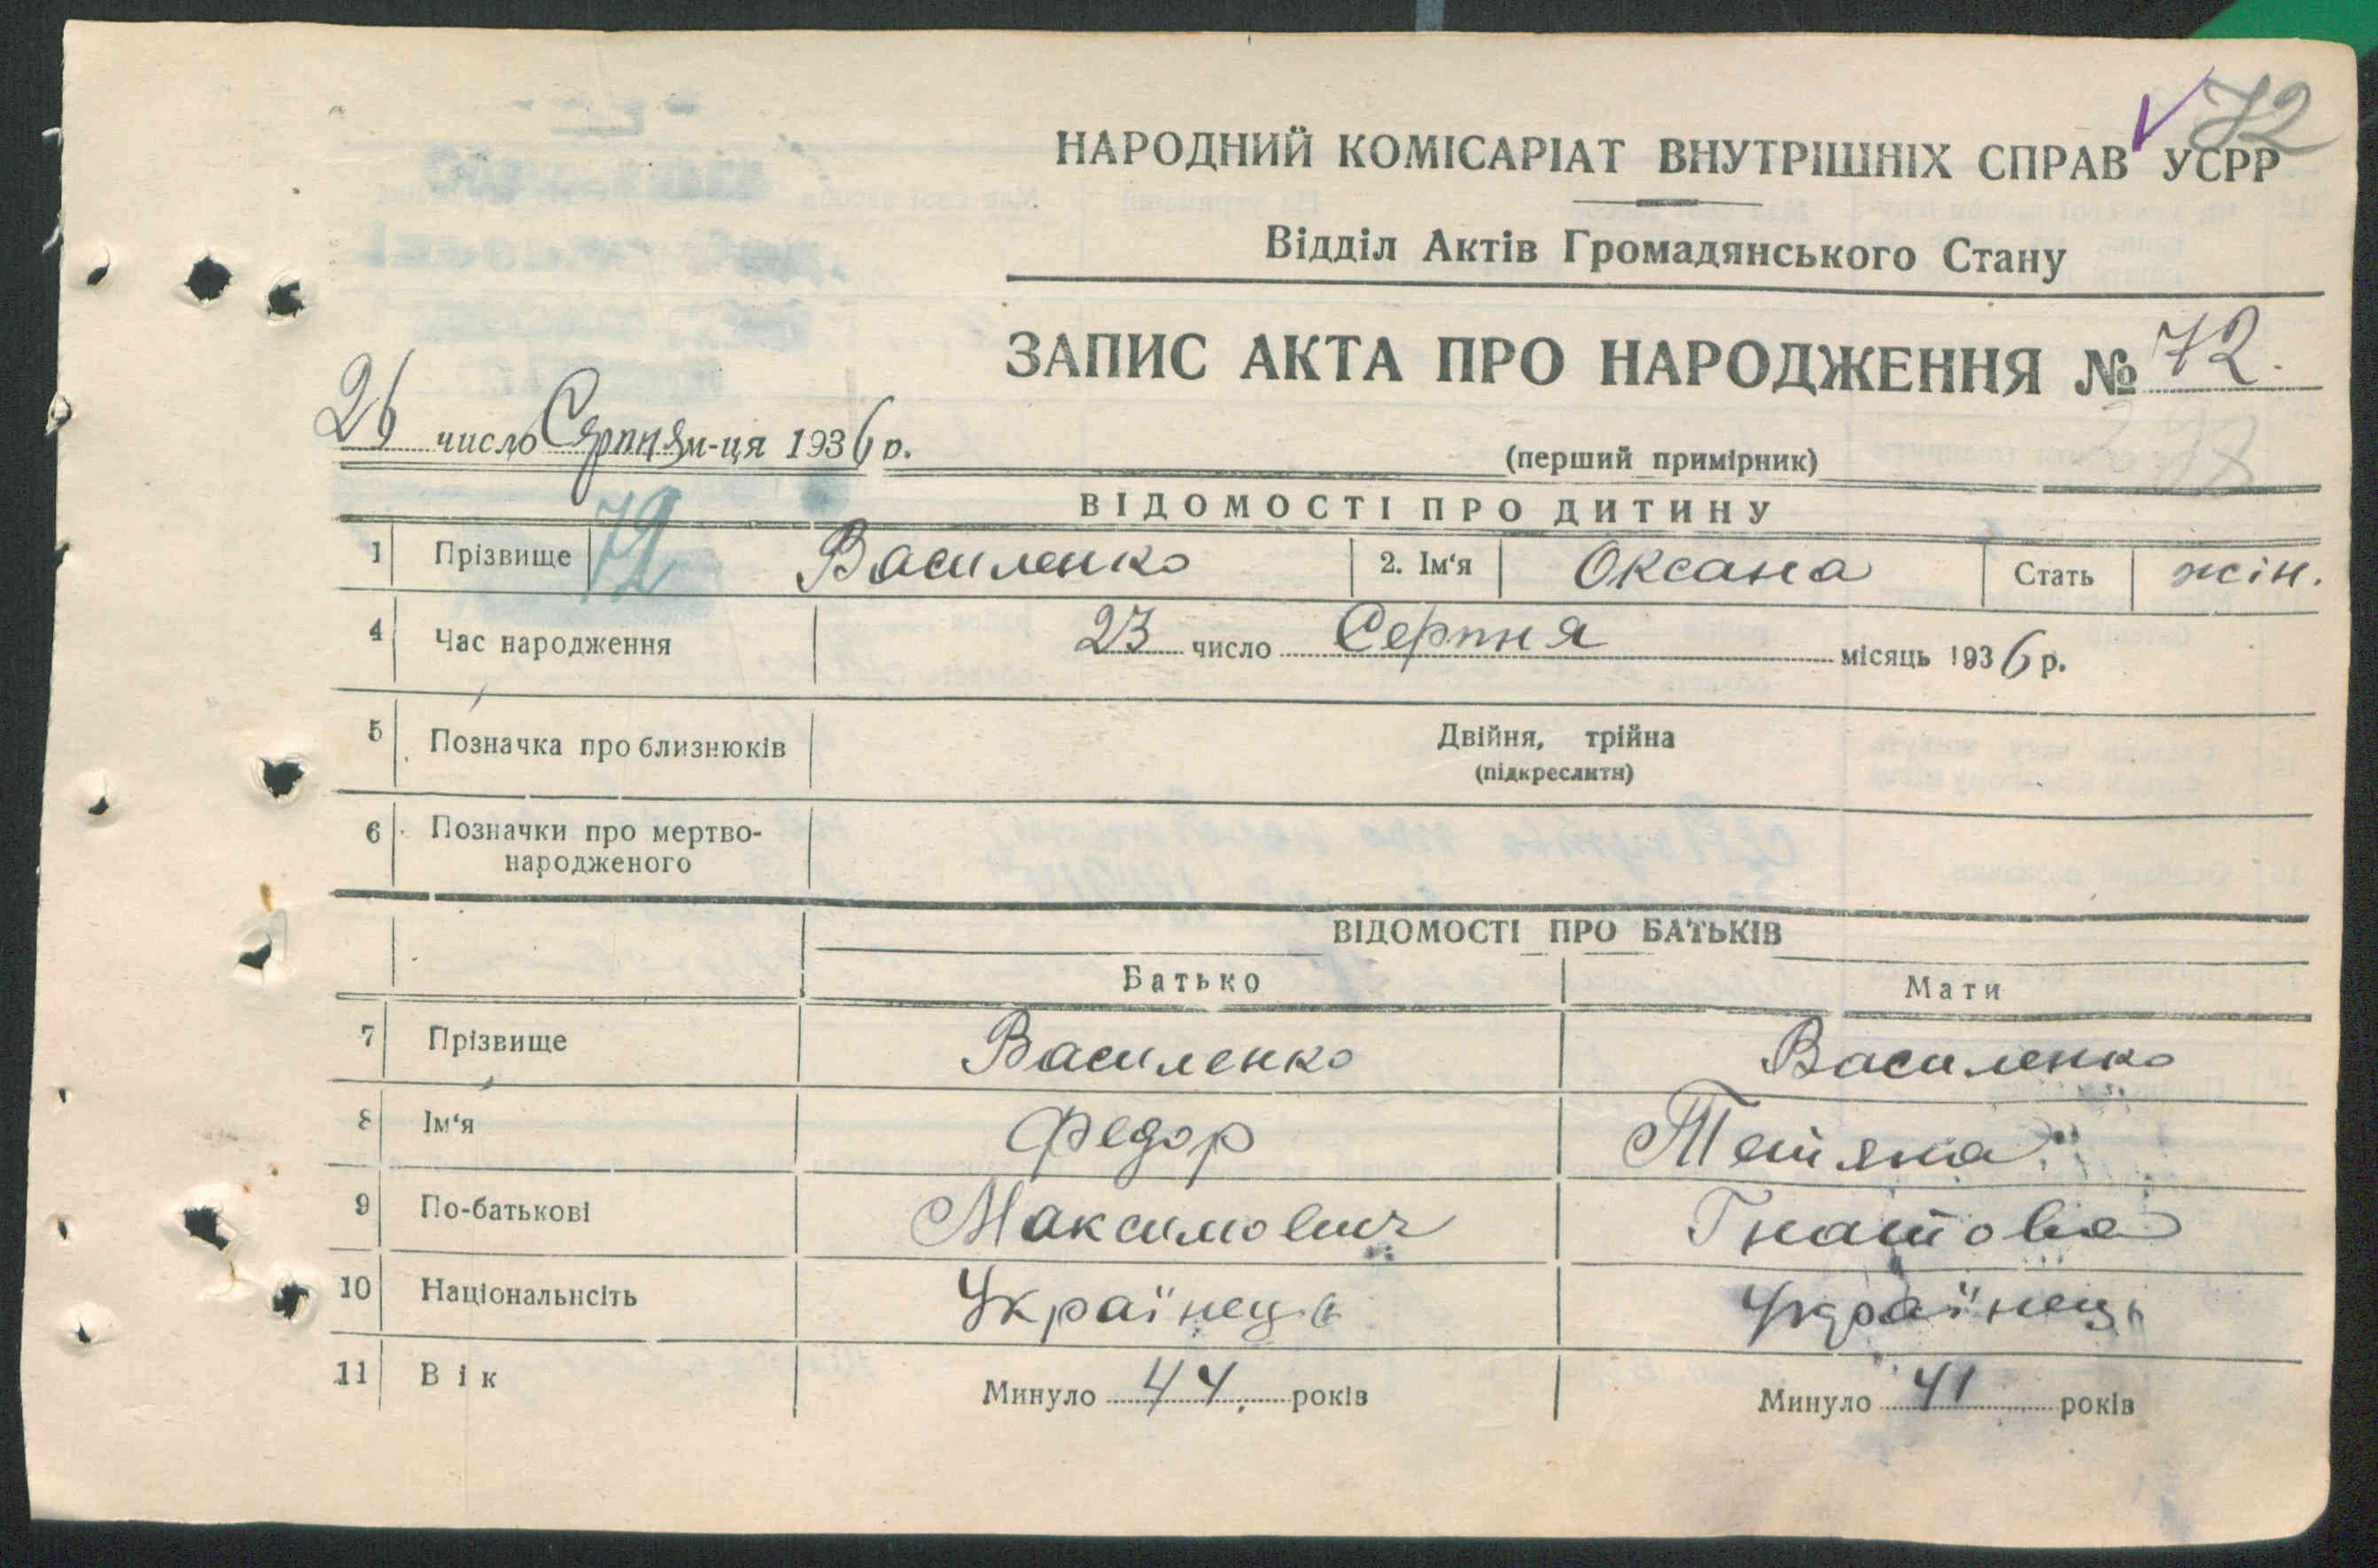 72
НАРОДНИЙ КОМІСАРІАТ ВНУТРІШНІХ СПРАВ УСРР
Відділ Актів Громадянського Стану
ЗАПИС АКТА ПРО НАРОДЖЕННЯ № 72.
26 число Серпня м-ця 1936 р.
(перший примірник)
ВІДОМОСТІ ПРО ДИТИНУ
1 Прізвище 72 Василенко 2. Ім'я Оксана Стать жін.
4 Час народження 23 число Серпня місяць 1936 р.
5 Позначка про близнюків Двійня, трійна
(підкреслити)
6 Позначки про мертво-
народженого
ВІДОМОСТІ ПРО БАТЬКІВ
Батько Мати
7 Прізвище Василенко Василенко
8 Ім'я Федор Тетяна
9 По-батькові Максимович Гнатовна
10 Національнсіть Українець Українець
11 Вік Минуло 44 років Минуло 41 років